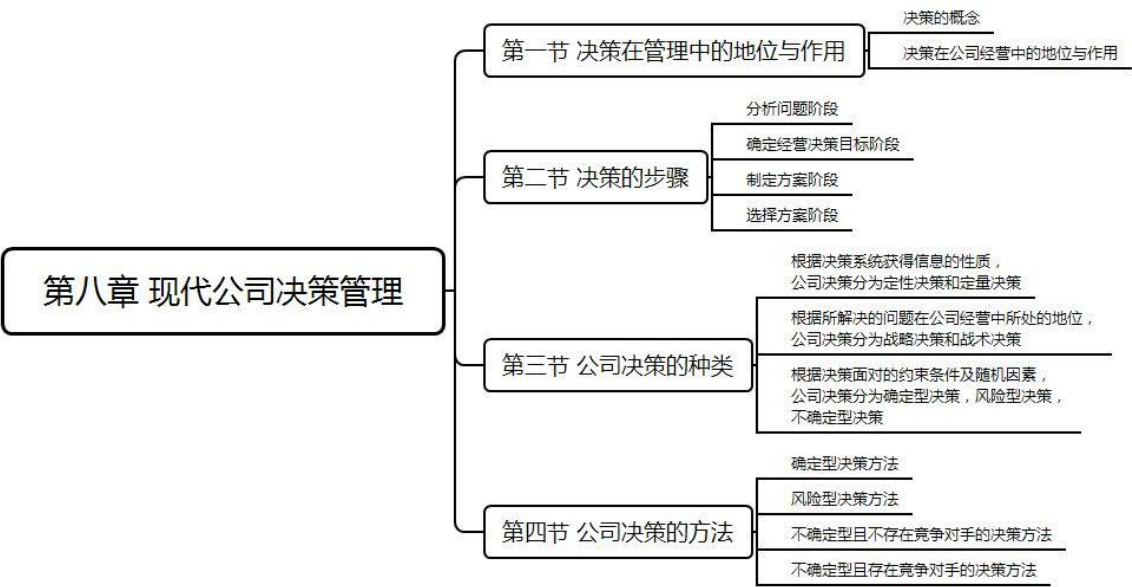 第八章 现代公司决策管理
第一节 决策在管理中的地位与作用
决策的概念
决策在公司经营中的地位与作用
第二节 决策的步骤
分析问题阶段
确定经营决策目标阶段
制定方案阶段
选择方案阶段
第三节 公司决策的种类
根据决策系统获得信息的性质，
公司决策分为定性决策和定量决策
根据所解决的问题在公司经营中所处的地位，
公司决策分为战略决策和战术决策
根据决策面对的约束条件及随机因素，
公司决策分为确定型决策，风险型决策，
不确定型决策
第四节 公司决策的方法
确定型决策方法
风险型决策方法
不确定型且不存在竞争对手的决策方法
不确定型且存在竞争对手的决策方法